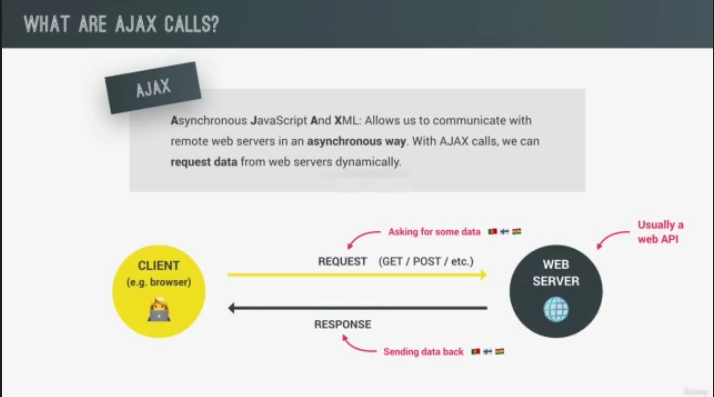 WHAT ARE AJAX CALLS?
AJAX
Asynchronous JavaScript And XML: Allows us to communicate with
remote web servers in an asynchronous way. With AJAX calls, we can
request data from web servers dynamically.
Asking for some data
Usually a
web API
CLIENT
(e.g. browser)
REQUEST (GET / POST / etc.)
WEB
SERVER
RESPONSE
Sending data back
Udemy